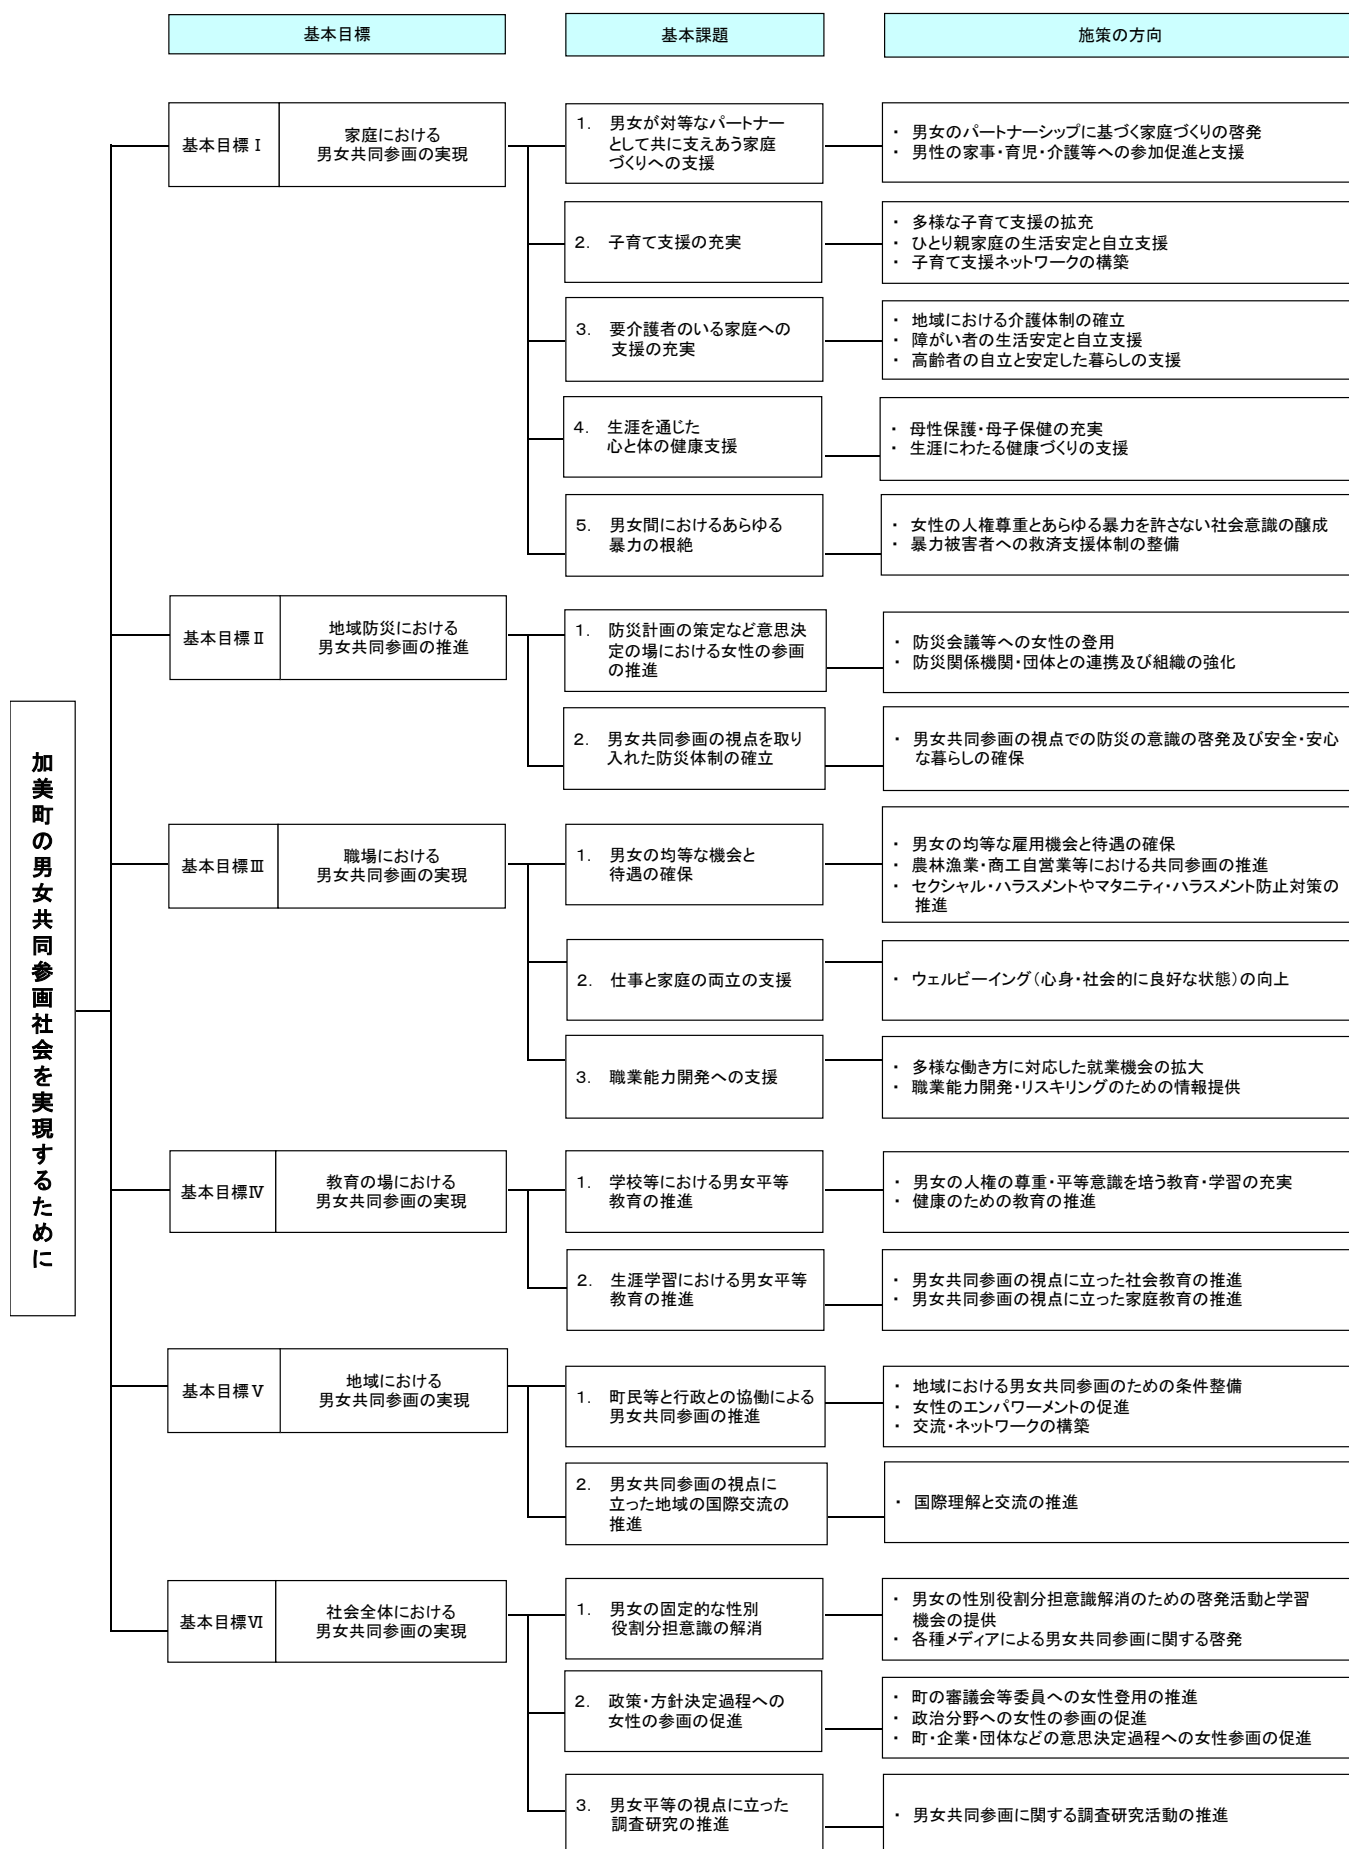 基本目標
基本課題
施策の方向
加美町の男女共同参画社会を実現するために
基本目標Ⅰ
家庭における
男女共同参画の実現
1. 男女が対等なパートナー
として共に支えあう家庭
づくりへの支援
・ 男女のパートナーシップに基づく家庭づくりの啓発
・ 男性の家事・育児・介護等への参加促進と支援
2. 子育て支援の充実
・ 多様な子育て支援の拡充
・ ひとり親家庭の生活安定と自立支援
・ 子育て支援ネットワークの構築
3. 要介護者のいる家庭への
支援の充実
・ 地域における介護体制の確立
・ 障がい者の生活安定と自立支援
・ 高齢者の自立と安定した暮らしの支援
4. 生涯を通じた
心と体の健康支援
・ 母性保護・母子保健の充実
・ 生涯にわたる健康づくりの支援
5. 男女間におけるあらゆる
暴力の根絶
・ 女性の人権尊重とあらゆる暴力を許さない社会意識の醸成
・ 暴力被害者への救済支援体制の整備
基本目標Ⅱ
地域防災における
男女共同参画の推進
1. 防災計画の策定など意思決
定の場における女性の参画
の推進
・ 防災会議等への女性の登用
・ 防災関係機関・団体との連携及び組織の強化
2. 男女共同参画の視点を取り
入れた防災体制の確立
・ 男女共同参画の視点での防災の意識の啓発及び安全・安心
な暮らしの確保
基本目標Ⅲ
職場における
男女共同参画の実現
1. 男女の均等な機会と
待遇の確保
・ 男女の均等な雇用機会と待遇の確保
・ 農林漁業・商工自営業等における共同参画の推進
・ セクシャル・ハラスメントやマタニティ・ハラスメント防止対策の
推進
2. 仕事と家庭の両立の支援
・ ウェルビーイング(心身・社会的に良好な状態)の向上
3. 職業能力開発への支援
・ 多様な働き方に対応した就業機会の拡大
・ 職業能力開発・リスキリングのための情報提供
基本目標Ⅳ
教育の場における
男女共同参画の実現
1. 学校等における男女平等
教育の推進
・ 男女の人権の尊重・平等意識を培う教育・学習の充実
・ 健康のための教育の推進
2. 生涯学習における男女平等
教育の推進
・ 男女共同参画の視点に立った社会教育の推進
・ 男女共同参画の視点に立った家庭教育の推進
基本目標Ⅴ
地域における
男女共同参画の実現
1. 町民等と行政との協働による
男女共同参画の推進
・ 地域における男女共同参画のための条件整備
・ 女性のエンパワーメントの促進
・ 交流・ネットワークの構築
2. 男女共同参画の視点に
立った地域の国際交流の
推進
・ 国際理解と交流の推進
基本目標Ⅵ
社会全体における
男女共同参画の実現
1. 男女の固定的な性別
役割分担意識の解消
・ 男女の性別役割分担意識解消のための啓発活動と学習
機会の提供
・ 各種メディアによる男女共同参画に関する啓発
2. 政策・方針決定過程への
女性の参画の促進
・ 町の審議会等委員への女性登用の推進
・ 政治分野への女性の参画の促進
・ 町・企業・団体などの意思決定過程への女性参画の促進
3. 男女平等の視点に立った
調査研究の推進
・ 男女共同参画に関する調査研究活動の推進